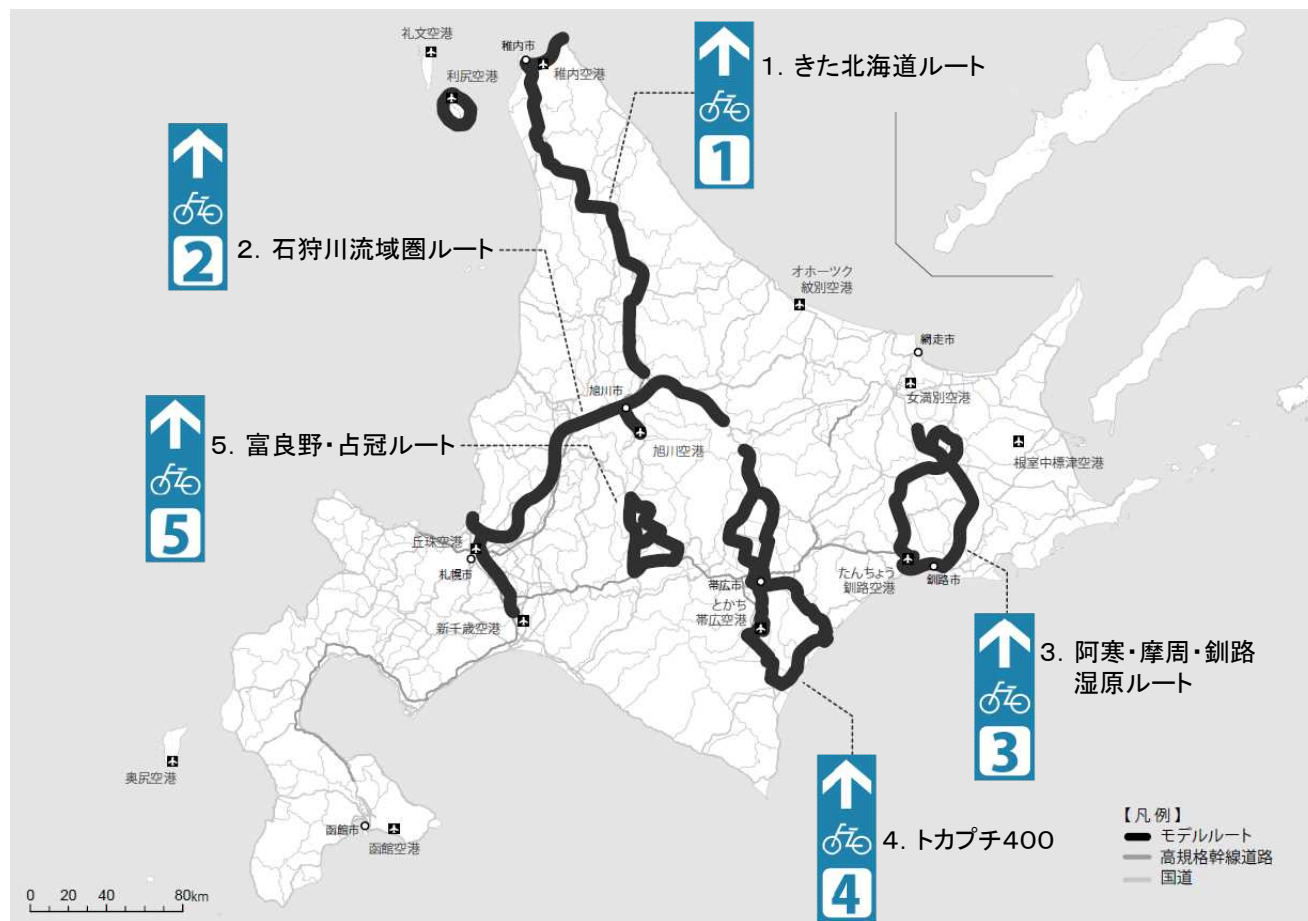 礼文空港
稚内市
稚内空港
利尻空港
1
1. きた北海道ルート
2
2. 石狩川流域圏ルート
オホーツク
紋別空港
網走市
女満別空港
旭川市
旭川空港
根室中標津空港
5
5. 富良野・占冠ルート
丘珠空港
札幌市
新千歳空港
帯広市
とかち
帯広空港
たんちょう
釧路空港
釧路市
3
3. 阿寒・摩周・釧路
湿原ルート
奥尻空港
函館市
函館空港
4
4. トカプチ400
【凡例】
モデルルート
高規格幹線道路
国道
0 20 40 80km